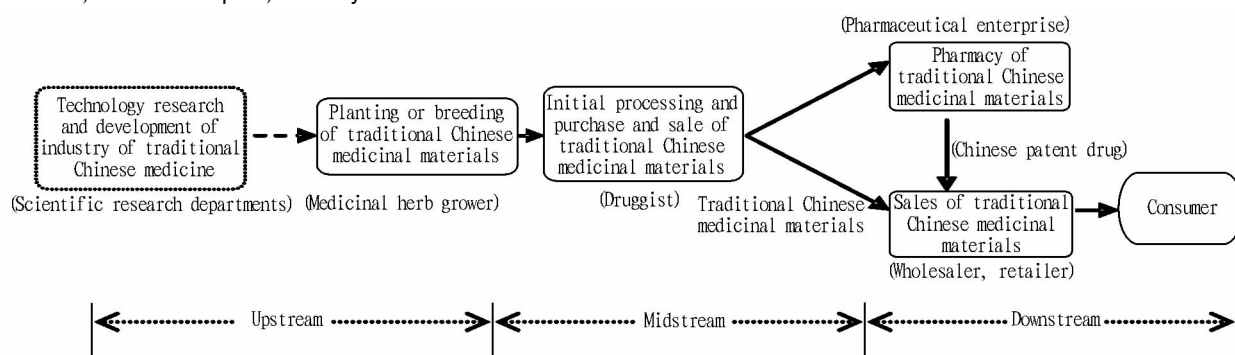 (Pharmaceutical enterprise)
Pharmacy of
traditional Chinese
medicinal materials
Technology research
and development of
industry of traditional
Chinese medicine
(Scientific research departments)
Planting or breeding
of traditional Chinese
medicinal materials
(Medicinal herb grower)
Initial processing and
purchase and sale of
traditional Chinese
medicinal materials
(Druggist)
(Chinese patent drug)
Traditional Chinese
medicinal materials
Sales of traditional
Chinese medicinal
materials
(Wholesaler, retailer)
Consumer
Upstream
Midstream
Downstream